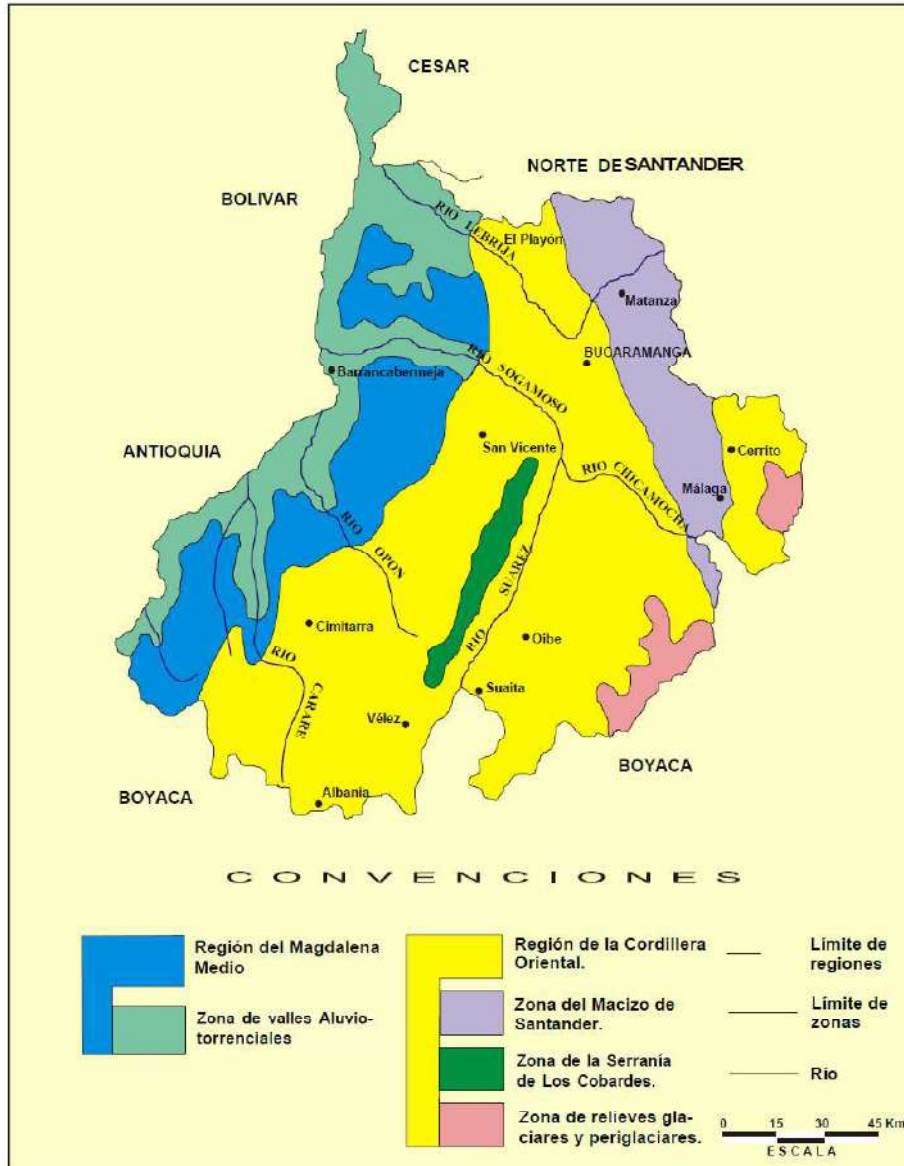 CESAR
NORTE DE SANTANDER
BOLIVAR
RIO LEBRIJA
El Playón
Matanza
BUCARAMANGA
RIO SOGAMOSO
Barrancabermeja
ANTIOQUIA
San Vicente
Cerrito
RIO CHICAMOCHA
Málaga
RIO OPON
RIO SUAREZ
Cimitarra
Oibe
RIO CARARE
Suaita
Vélez
BOYACA
BOYACA
Albania
CONVENCIONES
Región del Magdalena
Medio
Zona de valles Aluvio-
torrenciales
Región de la Cordillera
Oriental.
Zona del Macizo de
Santander.
Zona de la Serranía
de Los Cobardes.
Zona de relieves gla-
ciares y periglaciares.
Límite de
regiones
Límite de
zonas
Río
0 15 30 45 Km
ESCALA